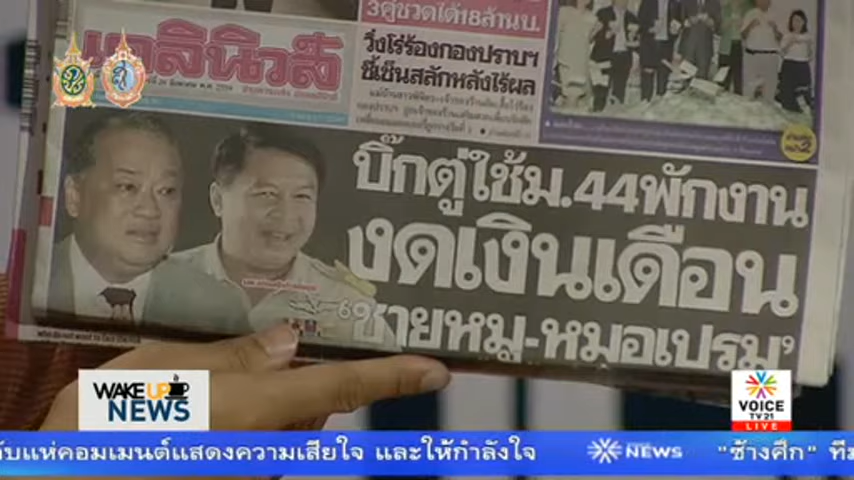 3คู่ชวดได้18ล้านบ.
เดลินิวส์
วิ่งโร่ร้องกองปราบฯ
ชี้เซ็นสลักหลังไร้ผล
บิ๊กตู่ใช้ม.44พักงาน
งดเงินเดือน
'ชายหมู-หมอเปรม'
69
WAKE UP
NEWS
VOICE
TV 21
LIVE
กับแห่คอมเมนต์แสดงความเสียใจ และให้กำลังใจ
NEWS
"ช้างศึก" ทีม